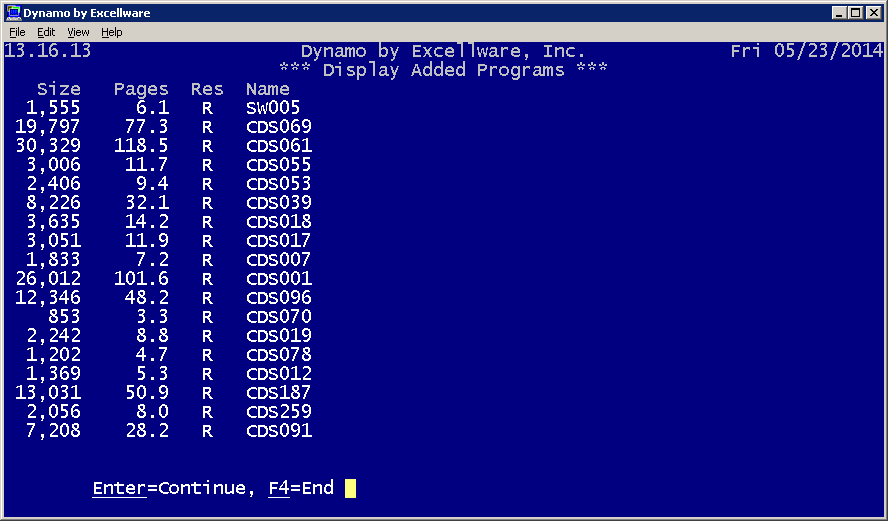 Dynamo by Excellware
File Edit View Help
13.16.13 Dynamo by Excellware, Inc. Fri 05/23/2014
*** Display Added Programs ***
Size Pages Res Name
1,555 6.1 R SW005
19,797 77.3 R CDS069
30,329 118.5 R CDS061
3,006 11.7 R CDS055
2,406 9.4 R CDS053
8,226 32.1 R CDS039
3,635 14.2 R CDS018
3,051 11.9 R CDS017
1,833 7.2 R CDS007
26,012 101.6 R CDS001
12,346 48.2 R CDS096
853 3.3 R CDS070
2,242 8.8 R CDS019
1,202 4.7 R CDS078
1,369 5.3 R CDS012
13,031 50.9 R CDS187
2,056 8.0 R CDS259
7,208 28.2 R CDS091
Enter=Continue, F4=End